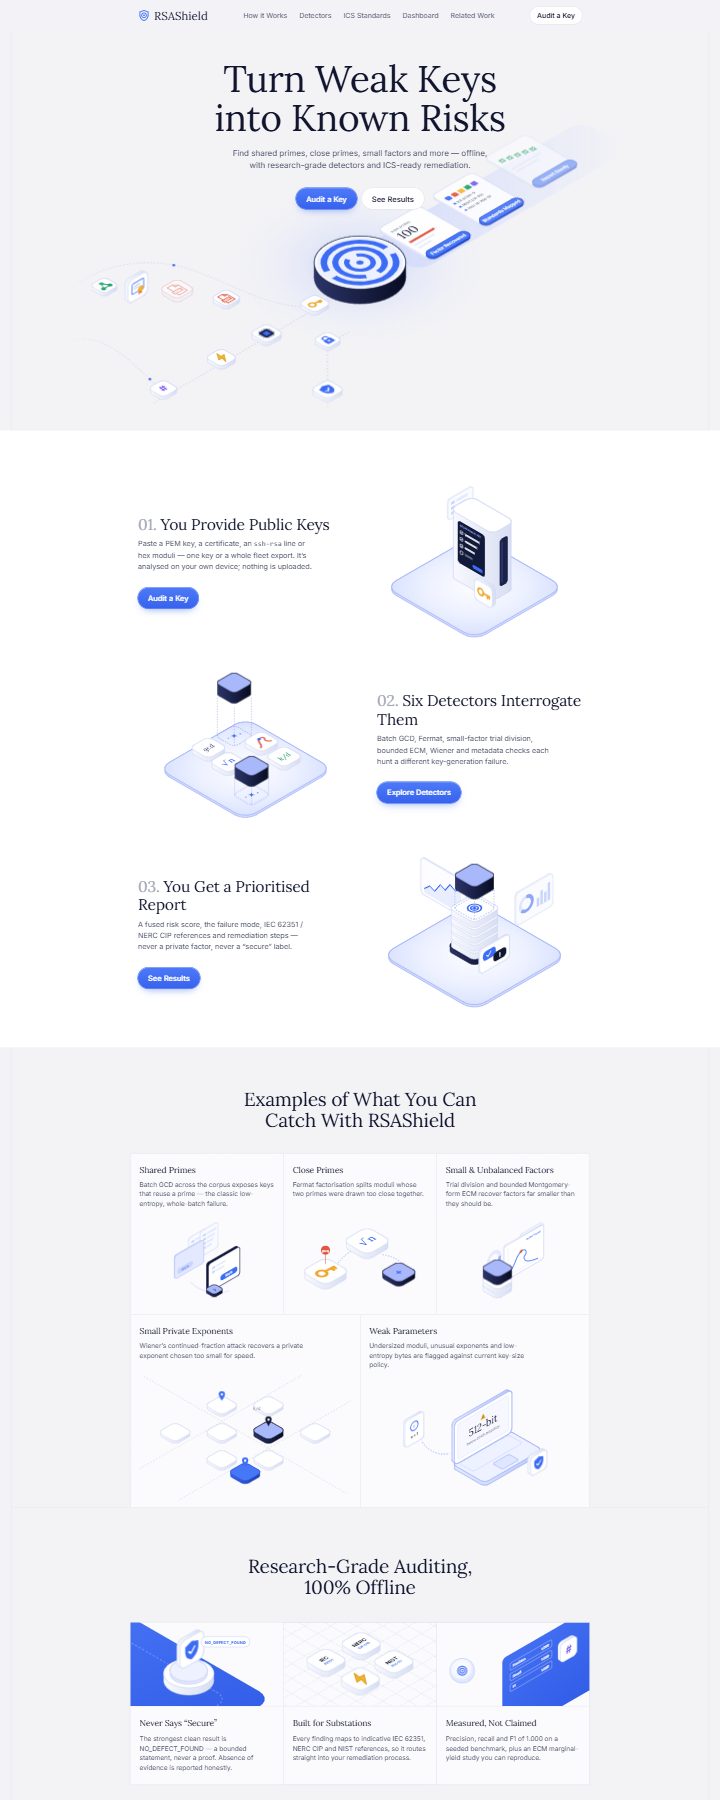 RSAShield
How it Works
Detectors
ICS Standards
Dashboard
Related Work
Audit a Key
Turn Weak Keys
into Known Risks
Find shared primes, close primes, small factors and more — offline,
with research-grade detectors and ICS-ready remediation.
Audit a Key
See Results
100
Factor Recovered
Standards Mapped
#
01. You Provide Public Keys
Paste a PEM key, a certificate, an ssh-rsa line or
hex moduli — one key or a whole fleet export. It's
analysed on your own device; nothing is uploaded.
Audit a Key
gcd
√n
k/d
02. Six Detectors Interrogate
Them
Batch GCD, Fermat, small-factor trial division,
bounded ECM, Wiener and metadata checks each
hunt a different key-generation failure.
Explore Detectors
03. You Get a Prioritised
Report
A fused risk score, the failure mode, IEC 62351 /
NERC CIP references and remediation steps —
never a private factor, never a “secure” label.
See Results
Examples of What You Can
Catch With RSAShield
Shared Primes
Batch GCD across the corpus exposes keys
that reuse a prime — the classic low-
entropy, whole-batch failure.
Close Primes
Fermat factorisation splits moduli whose
two primes were drawn too close together.
√n
Small & Unbalanced Factors
Trial division and bounded Montgomery-
form ECM recover factors far smaller than
they should be.
Small Private Exponents
Wiener's continued-fraction attack recovers a private
exponent chosen too small for speed.
Weak Parameters
Undersized moduli, unusual exponents and low-
entropy bytes are flagged against current key-size
policy.
512-bit
Research-Grade Auditing,
100% Offline
NO_DEFECT_FOUND
IEC
NERC
NIST
#
Never Says “Secure”
The strongest clean result is
NO_DEFECT_FOUND — a bounded
statement, never a proof. Absence of
evidence is reported honestly.
Built for Substations
Every finding maps to indicative IEC 62351,
NERC CIP and NIST references, so it routes
straight into your remediation process.
Measured, Not Claimed
Precision, recall and F1 of 1.000 on a
seeded benchmark, plus an ECM marginal-
yield study you can reproduce.